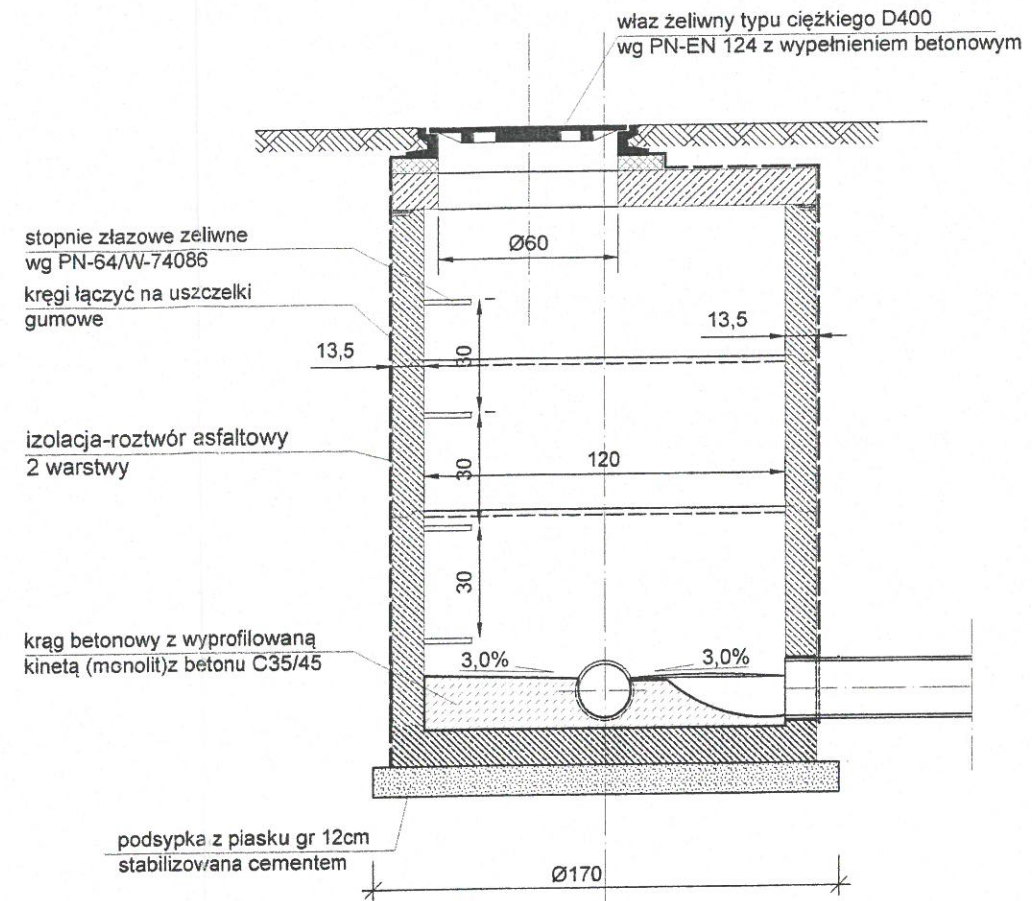 właz żeliwny typu ciężkiego D400
wg PN-EN 124 z wypełnieniem betonowym
stopnie złazowe zeliwne
wg PN-64/W-74086
kręgi łączyć na uszczelki
gumowe
Ø60
13,5
13,5
30
izolacja-roztwór asfaltowy
2 warstwy
30
120
30
krąg betonowy z wyprofilowaną
kinetą (monolit)z betonu C35/45
3,0%
3,0%
podsypka z piasku gr 12cm
stabilizowana cementem
Ø170